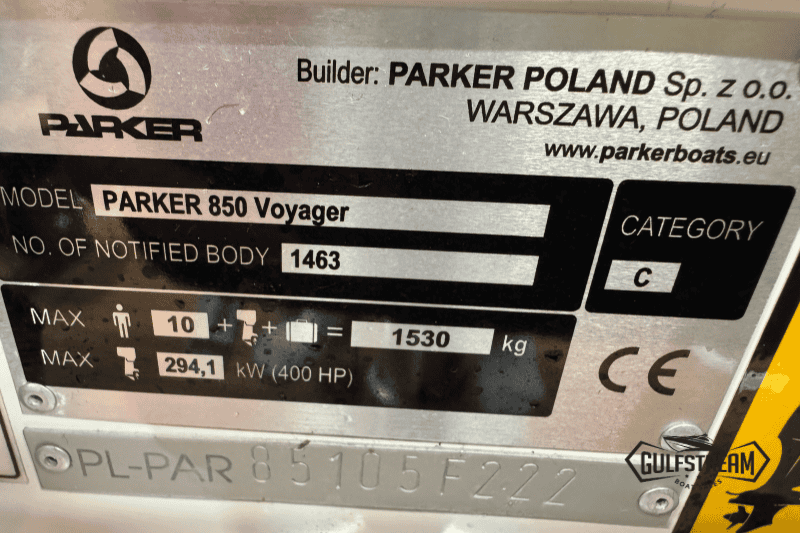 PARKER
Builder: PARKER POLAND Sp. z o.o.
WARSZAWA, POLAND
www.parkerboats.eu
MODEL PARKER 850 Voyager
NO. OF NOTIFIED BODY 1463
CATEGORY
C
MAX 10 + + = 1530 kg
MAX 294,1 kW (400 HP)
CE
PL-PAR 85105F222
GULFSTREAM